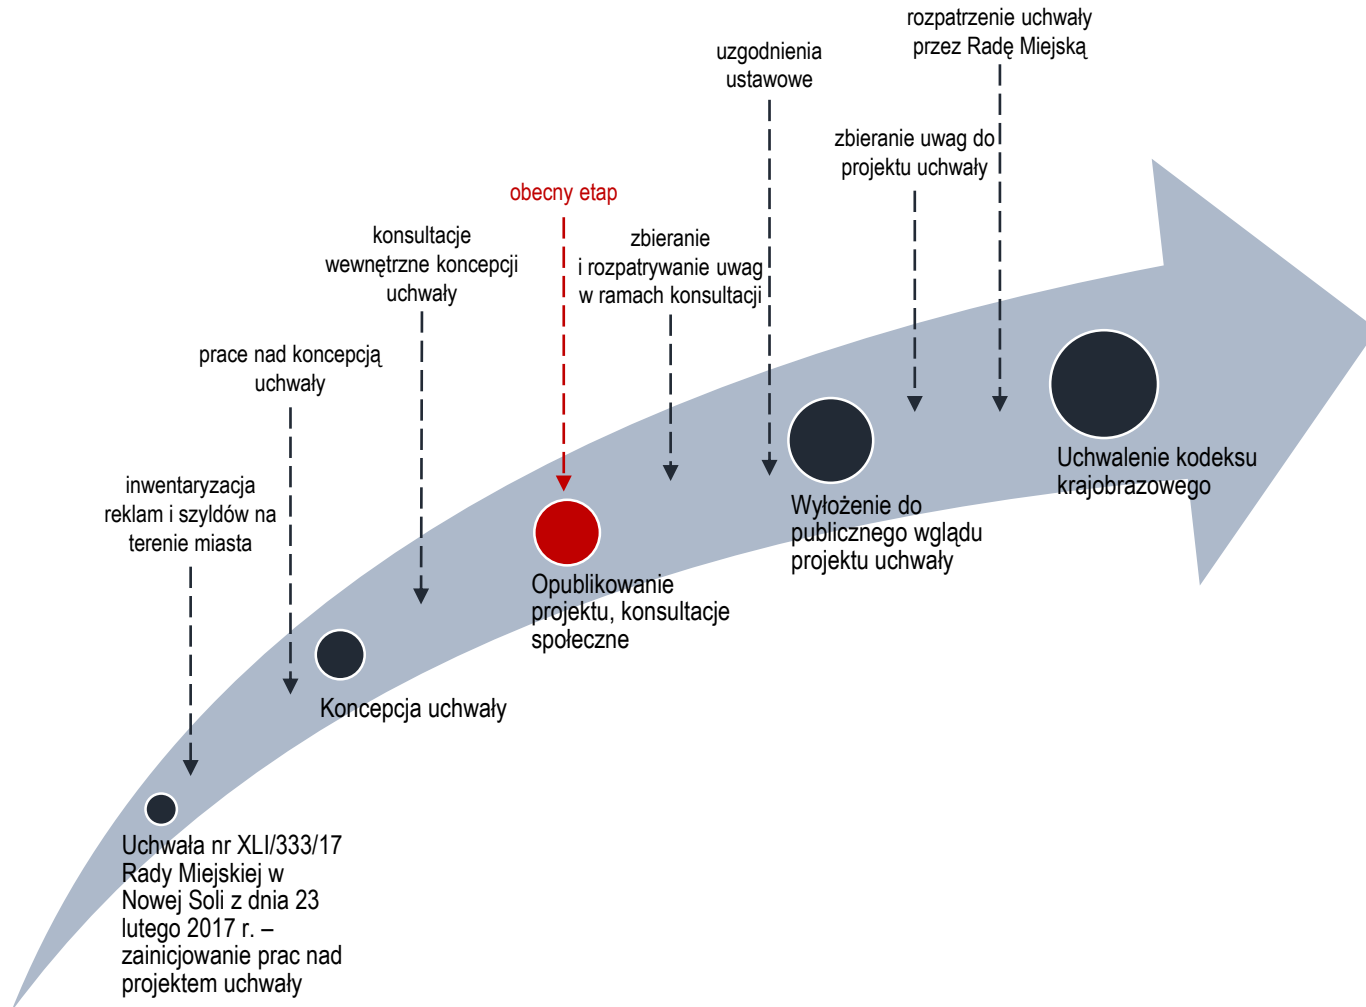 rozpatrzenie uchwały
przez Radę Miejską
uzgodnienia
ustawowe
zbieranie uwag do
projektu uchwały
obecny etap
zbieranie
i rozpatrywanie uwag
w ramach konsultacji
konsultacje
wewnętrzne koncepcji
uchwały
prace nad koncepcją
uchwały
inwentaryzacja
reklam i szyldów na
terenie miasta
Uchwalenie kodeksu
krajobrazowego
Wyłożenie do
publicznego wglądu
projektu uchwały
Opublikowanie
projektu, konsultacje
społeczne
Koncepcja uchwały
Uchwała nr XLI/333/17
Rady Miejskiej w
Nowej Soli z dnia 23
lutego 2017 r. –
zainicjowanie prac nad
projektem uchwały